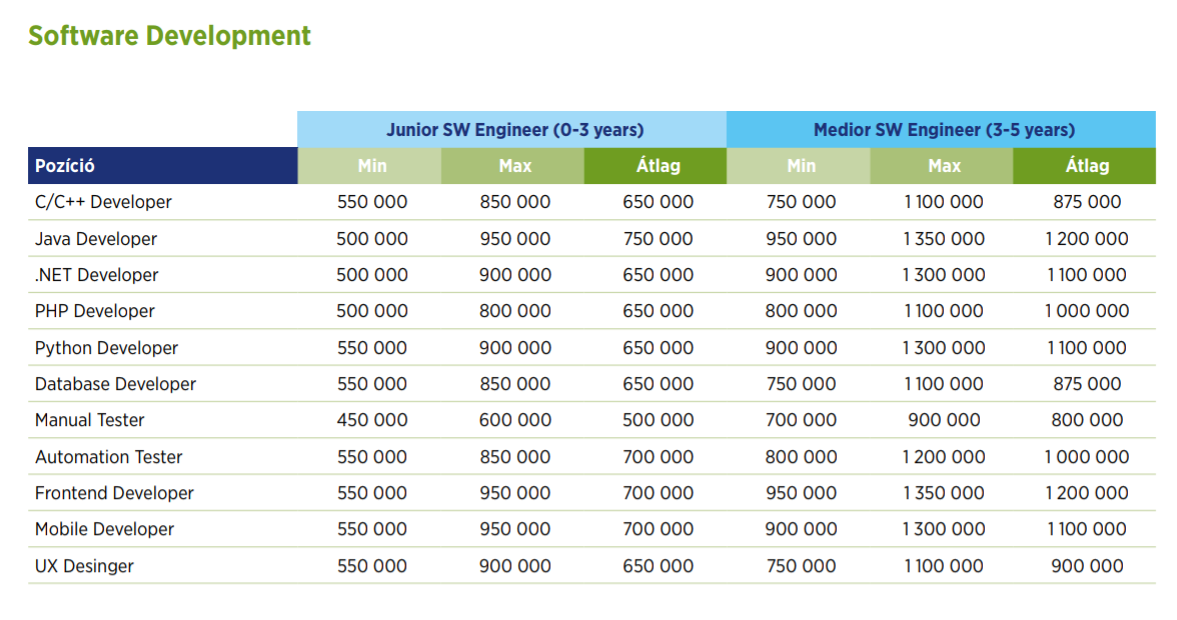 Software Development
Junior SW Engineer (0-3 years) Medior SW Engineer (3-5 years)
Pozíció Min Max Átlag Min Max Átlag
C/C++ Developer 550 000 850 000 650 000 750 000 1 100 000 875 000
Java Developer 500 000 950 000 750 000 950 000 1 350 000 1 200 000
.NET Developer 500 000 900 000 650 000 900 000 1 300 000 1 100 000
PHP Developer 500 000 800 000 650 000 800 000 1 100 000 1 000 000
Python Developer 550 000 900 000 650 000 900 000 1 300 000 1 100 000
Database Developer 550 000 850 000 650 000 750 000 1 100 000 875 000
Manual Tester 450 000 600 000 500 000 700 000 900 000 800 000
Automation Tester 550 000 850 000 700 000 800 000 1 200 000 1 000 000
Frontend Developer 550 000 950 000 700 000 950 000 1 350 000 1 200 000
Mobile Developer 550 000 950 000 700 000 900 000 1 300 000 1 100 000
UX Desinger 550 000 900 000 650 000 750 000 1 100 000 900 000